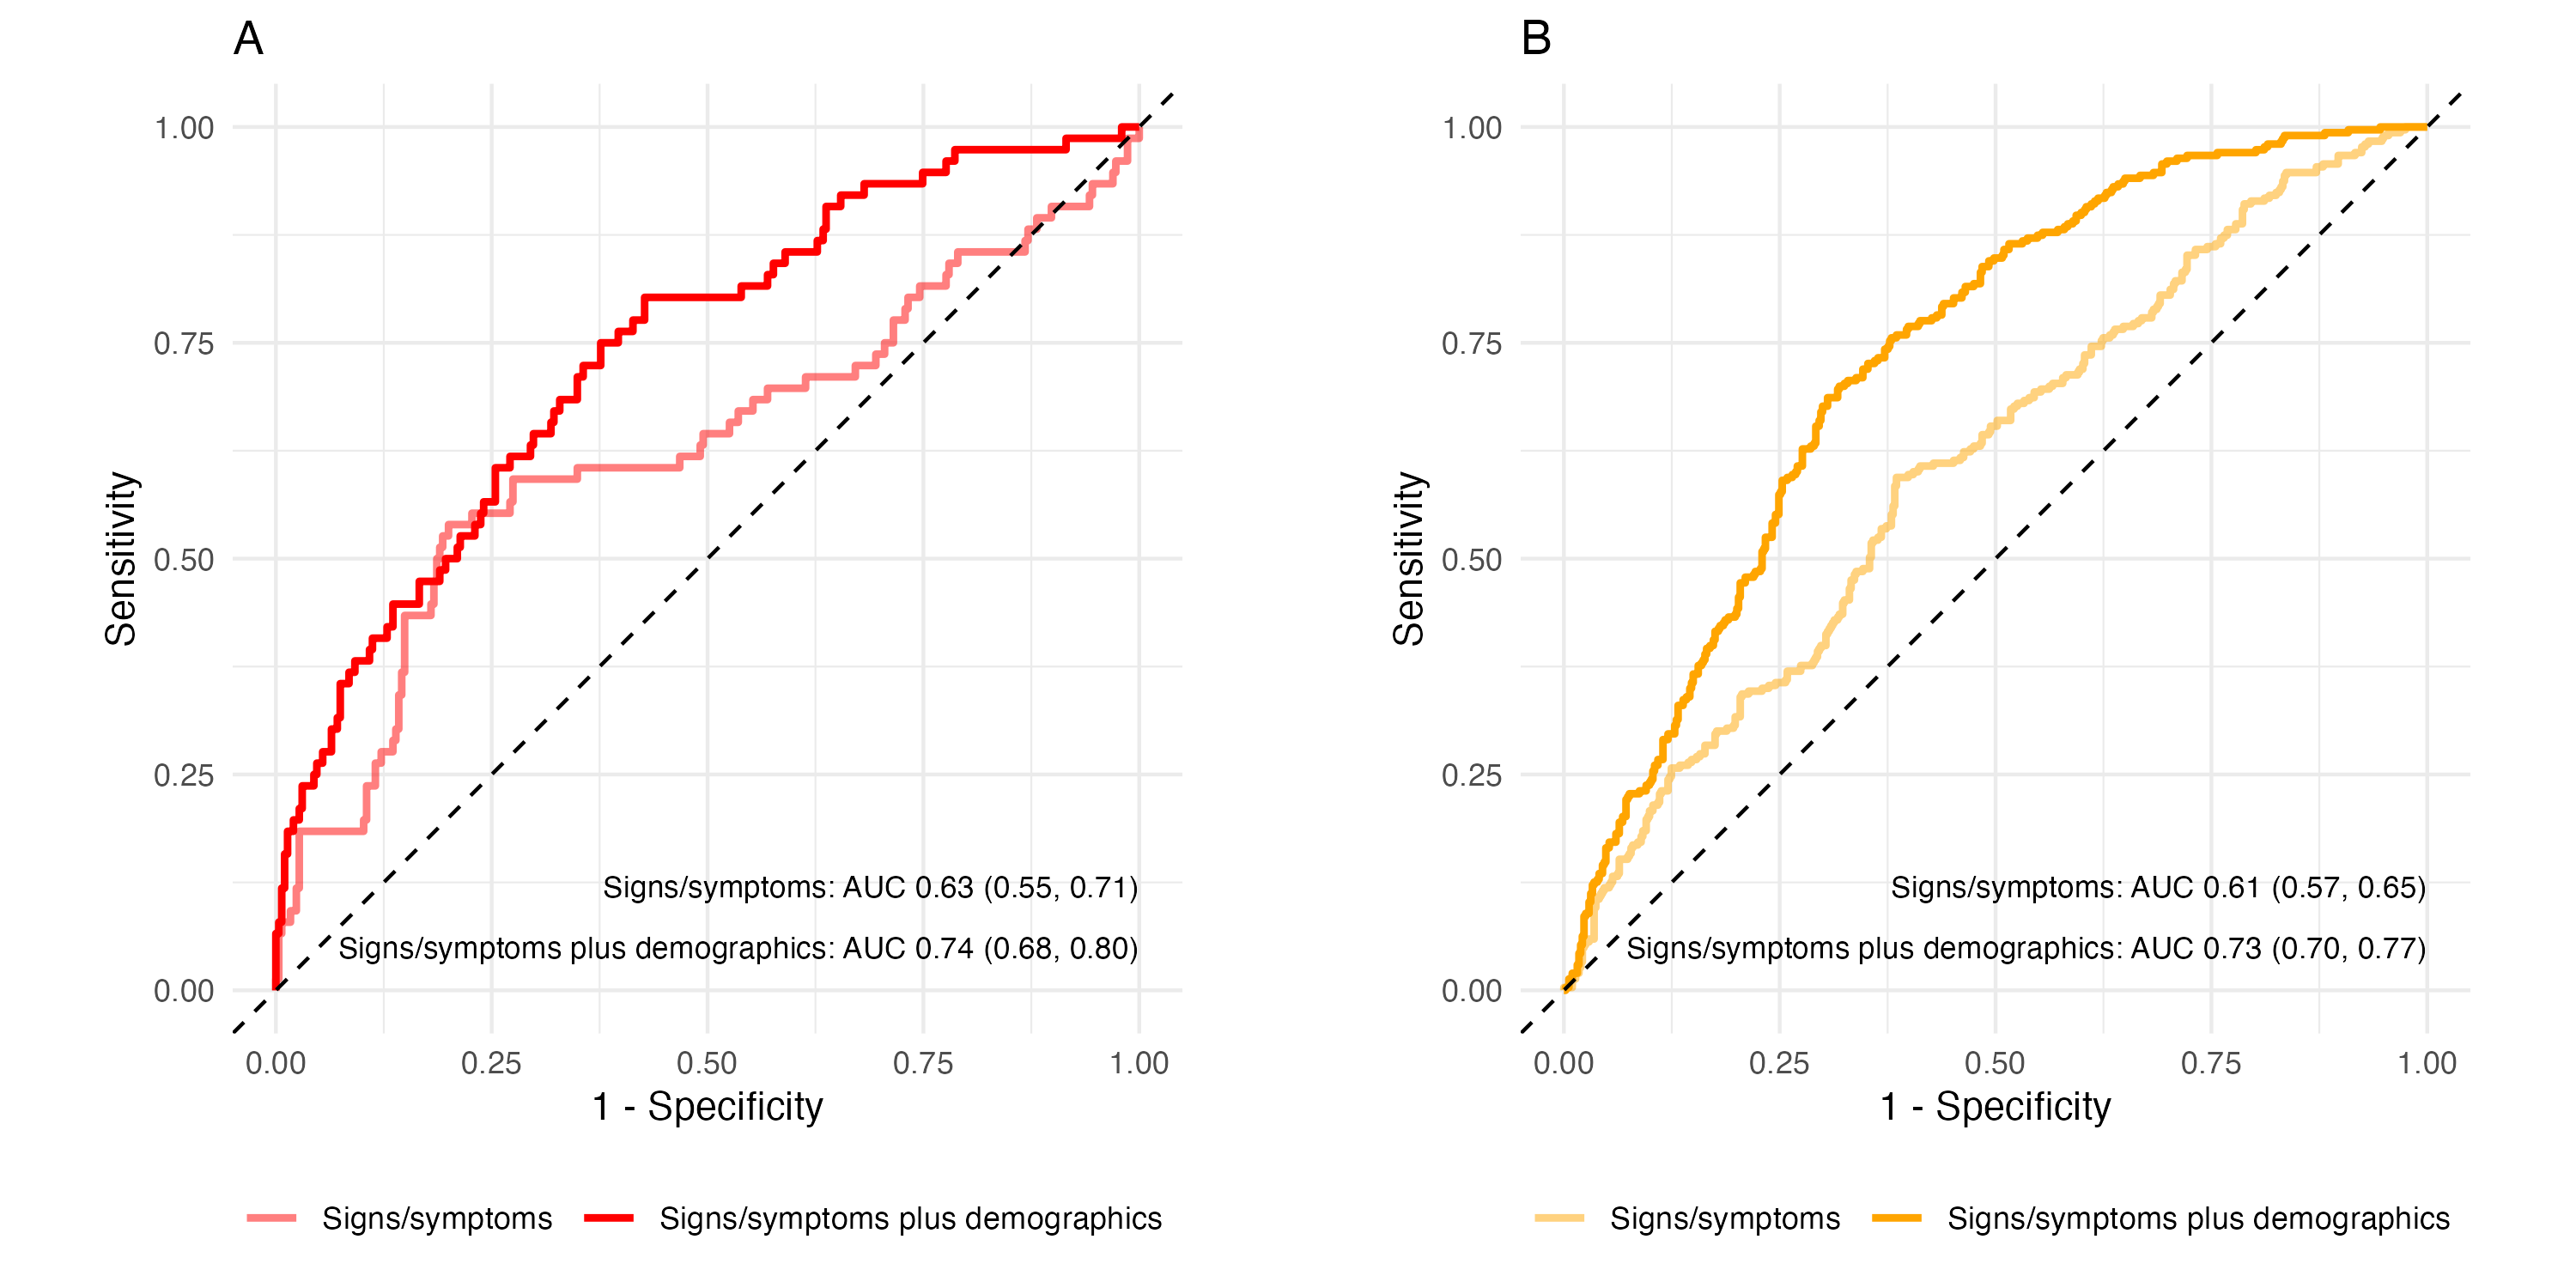 A
1.00
0.75
0.50
0.25
0.00
Sensitivity
Signs/symptoms: AUC 0.63 (0.55, 0.71)
Signs/symptoms plus demographics: AUC 0.74 (0.68, 0.80)
0.00 0.25 0.50 0.75 1.00
1 - Specificity
Signs/symptoms Signs/symptoms plus demographics
B
1.00
0.75
0.50
0.25
0.00
Sensitivity
Signs/symptoms: AUC 0.61 (0.57, 0.65)
Signs/symptoms plus demographics: AUC 0.73 (0.70, 0.77)
0.00 0.25 0.50 0.75 1.00
1 - Specificity
Signs/symptoms Signs/symptoms plus demographics